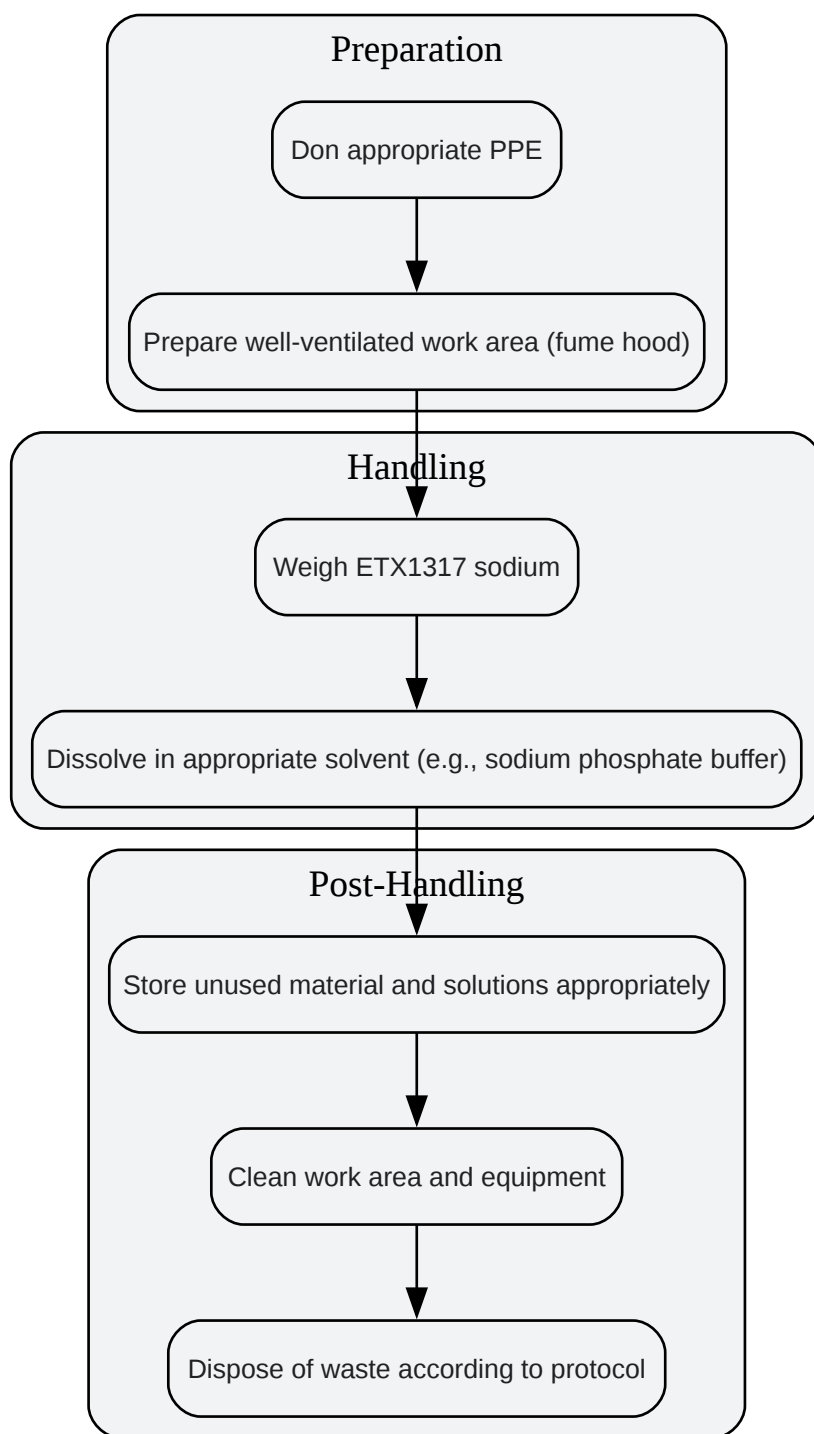 Preparation
Don appropriate PPE
Prepare well-ventilated work area (fume hood)
Handling
Weigh ETX1317 sodium
Dissolve in appropriate solvent (e.g., sodium phosphate buffer)
Post-Handling
Store unused material and solutions appropriately
Clean work area and equipment
Dispose of waste according to protocol